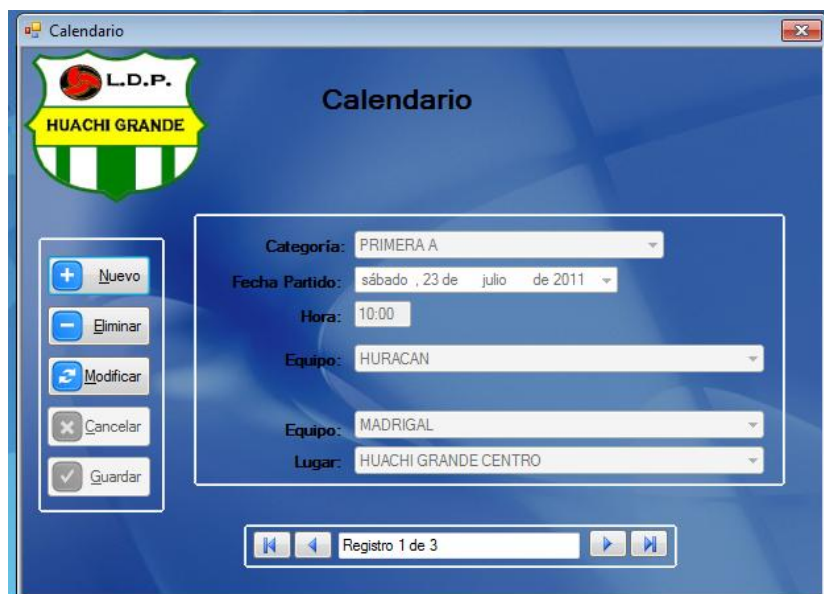 Calendario
L.D.P.
HUACHI GRANDE
Calendario
Nuevo
Eliminar
Modificar
Cancelar
Guardar
Categoría: PRIMERA A
Fecha Partido: sábado , 23 de julio de 2011
Hora: 10:00
Equipo: HURACAN
Equipo: MADRIGAL
Lugar: HUACHI GRANDE CENTRO
Registro 1 de 3